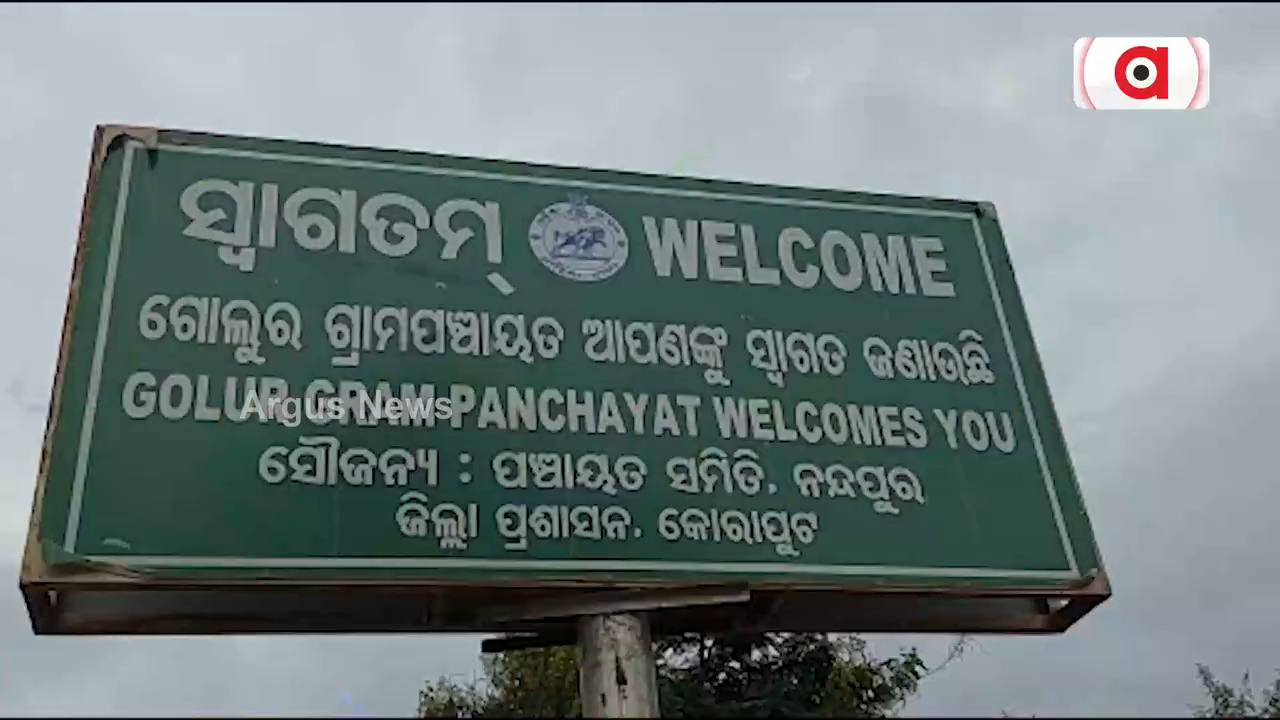 ସ୍ୱାଗତମ୍ WELCOME
ଗୋଲୁର ଗ୍ରାମପଞ୍ଚାୟତ ଆପଣଙ୍କୁ ସ୍ୱାଗତ ଜଣାଉଛି
GOLUR GRAM PANCHAYAT WELCOMES YOU
Argus News
ସୌଜନ୍ୟ : ପଞ୍ଚାୟତ ସମିତି, ନନ୍ଦପୁର
ଜିଲ୍ଲା ପ୍ରଶାସନ, କୋରାପୁଟ